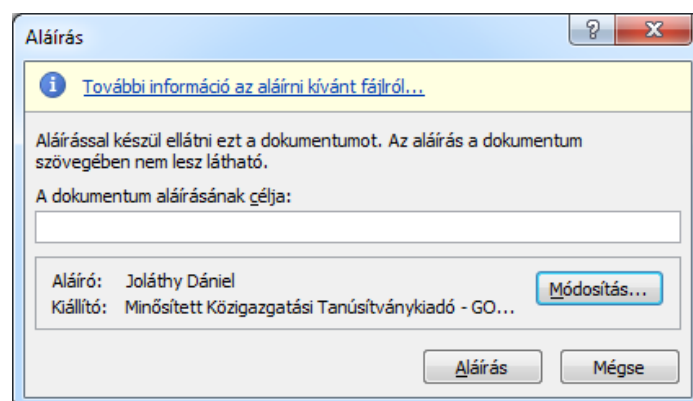 Aláírás
További információ az aláírni kívánt fájlról...
Aláírással készül ellátni ezt a dokumentumot. Az aláírás a dokumentum
szövegében nem lesz látható.
A dokumentum aláírásának célja:
Aláíró: Joláthy Dániel
Módosítás...
Kiállító: Minősített Közigazgatási Tanúsítványkiadó - GO...
Aláírás Mégse